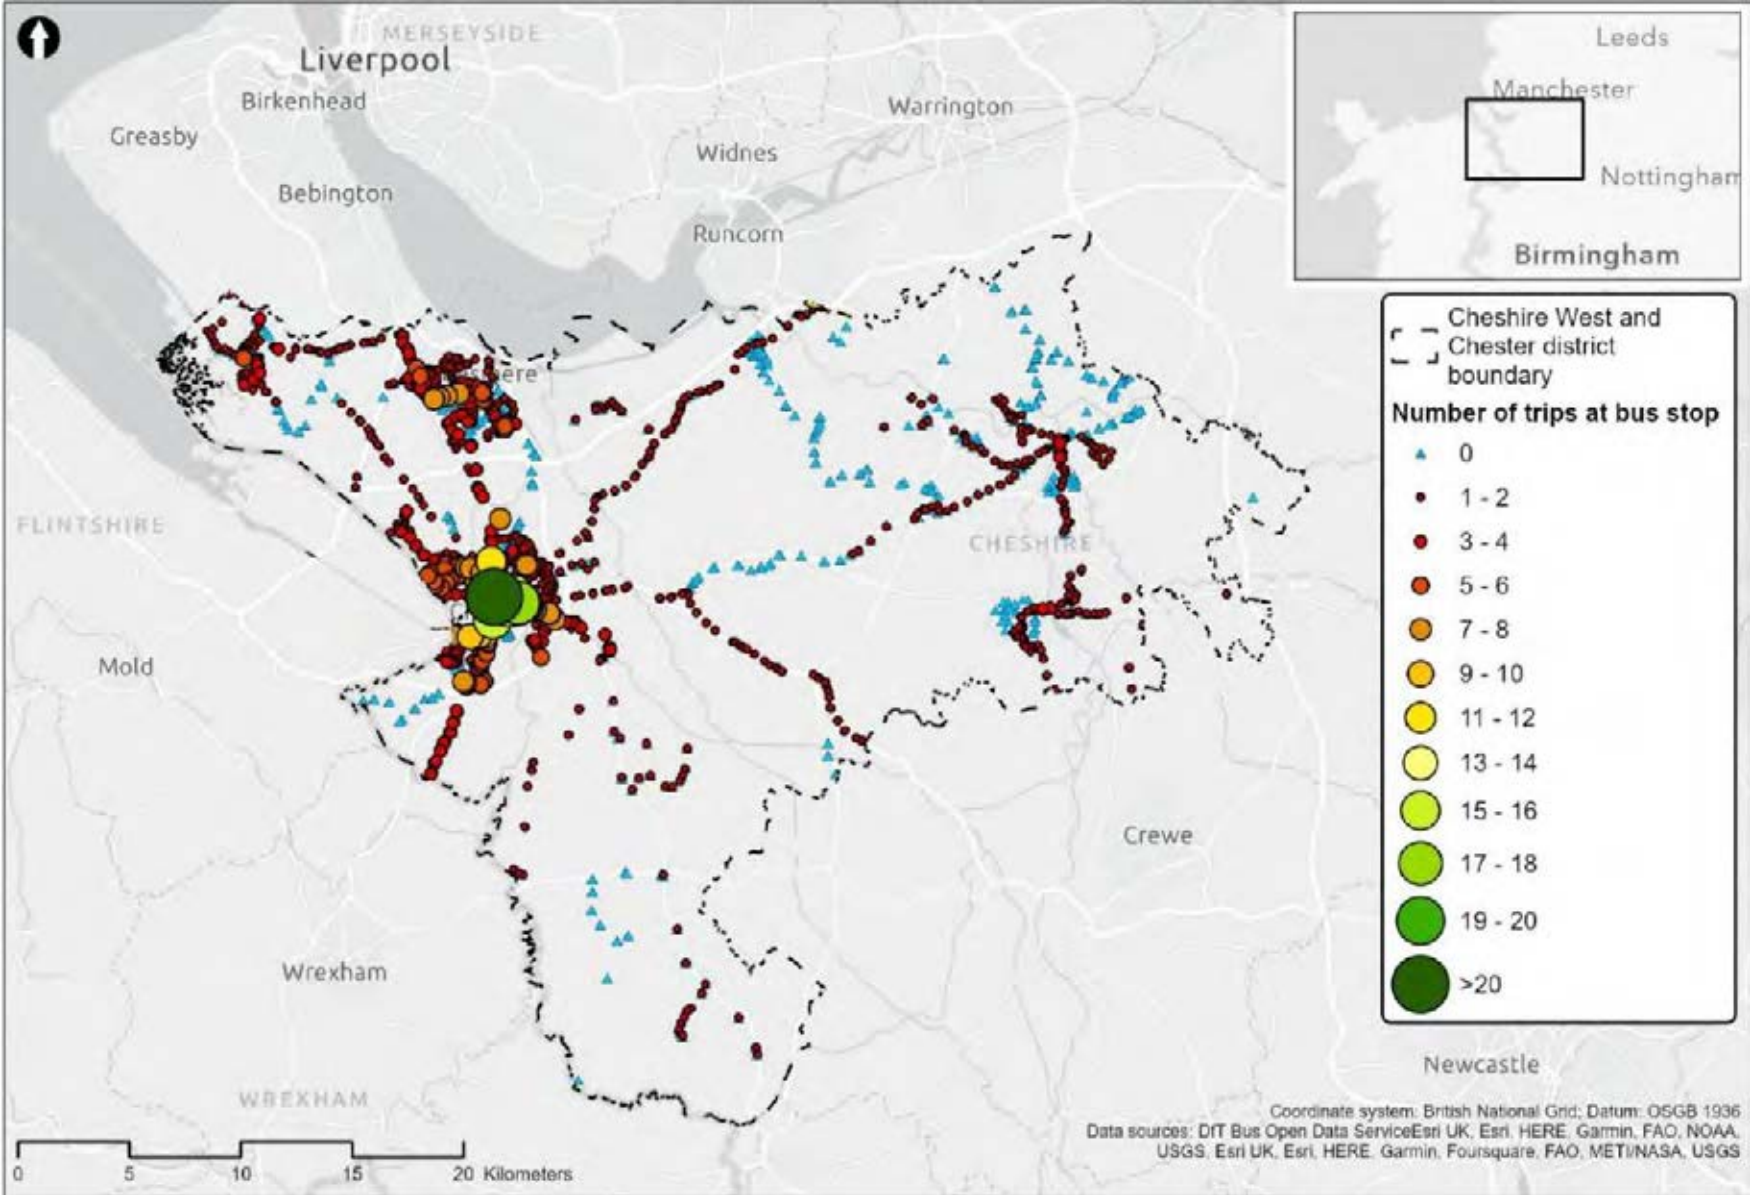 MERSEYSIDE
Liverpool
Birkenhead
Greasby
Bebington
Warrington
Widnes
Runcorn
Leeds
Manchester
Nottingham
Birmingham
FLINTSHIRE
CHESHIRE
Mold
Crewe
Wrexham
WREXHAM
Newcastle
Cheshire West and
Chester district
boundary
Number of trips at bus stop
0
1 - 2
3 - 4
5 - 6
7 - 8
9 - 10
11 - 12
13 - 14
15 - 16
17 - 18
19 - 20
>20
0 5 10 15 20 Kilometers
Coordinate system: British National Grid; Datum: OSGB 1936
Data sources: DfT Bus Open Data ServiceEsri UK, Esri, HERE, Garmin, FAO, NOAA,
USGS, Esri UK, Esri, HERE, Garmin, Foursquare, FAO, METI/NASA, USGS